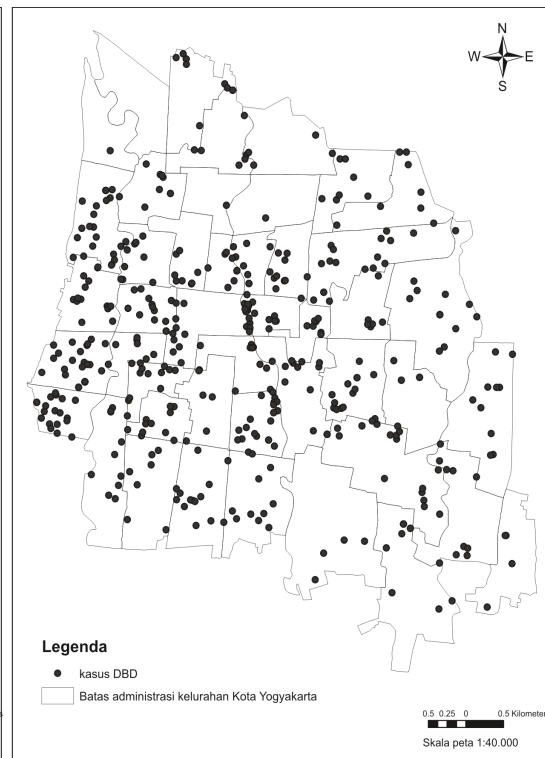 N
W E
S
Legenda
kasus DBD
Batas administrasi kelurahan Kota Yogyakarta
0.5 0.25 0 0.5 Kilometer
Skala peta 1:40.000